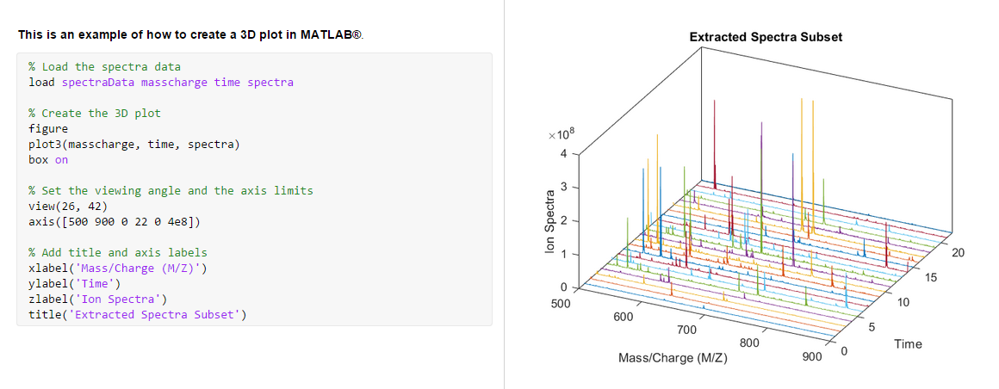 This is an example of how to create a 3D plot in MATLAB®.
% Load the spectra data
load spectraData masscharge time spectra
% Create the 3D plot
figure
plot3(masscharge, time, spectra)
box on
% Set the viewing angle and the axis limits
view(26, 42)
axis([500 900 0 22 0 4e8])
% Add title and axis labels
xlabel('Mass/Charge (M/Z)')
ylabel('Time')
zlabel('Ion Spectra')
title('Extracted Spectra Subset')
Extracted Spectra Subset
×10⁸
4
3
2
1
0
Ion Spectra
500
600
700
800
900
Mass/Charge (M/Z)
0
5
10
15
20
Time